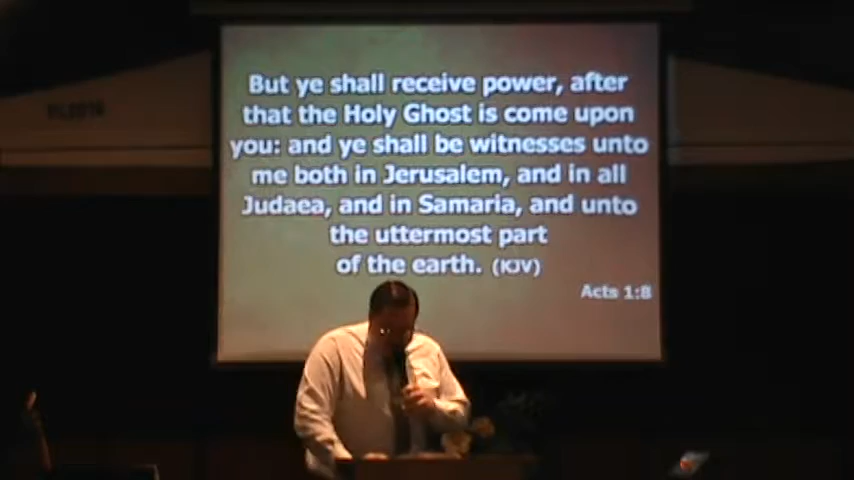 But ye shall receive power, after
that the Holy Ghost is come upon
you: and ye shall be witnesses unto
me both in Jerusalem, and in all
Judaea, and in Samaria, and unto
the uttermost part
of the earth. (KJV)
Acts 1:8